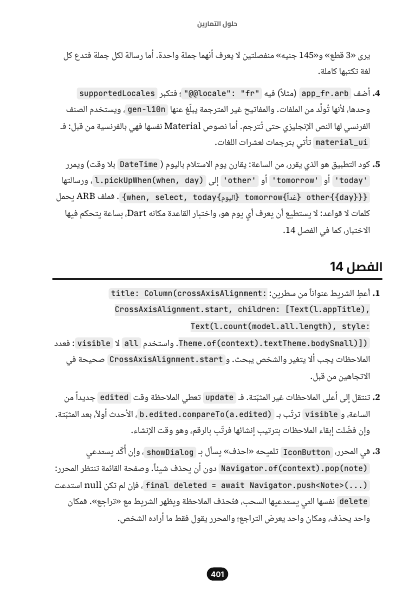 حلول التمارين
يرى «3 قطع» و«145 جنيه» منفصلتين لا يعرف أنهما جملة واحدة. أما رسالة لكل جملة فتدع كل
لغة تكتبها كاملة.
4. أضف app_fr.arb (مثلاً) فيه "@@locale": "fr"؛ فتكبر supportedLocales
وحدها، لأنها تُولَّد من الملفات. والمفاتيح غير المترجمة يبلّغ عنها gen-l10n، ويستخدم الصنف
الفرنسي لها النص الإنجليزي حتى تُترجم. أما نصوص Material نفسها فهي بالفرنسية من قبل: فـ
material_ui تأتي بترجمات لعشرات اللغات.
5. كود التطبيق هو الذي يقرر، من الساعة: يقارن يوم الاستلام باليوم (DateTime بلا وقت) ويمرر
'today' أو 'tomorrow' أو 'other' إلى l.pickUpWhen(when, day)، ورسالتها
{when, select, today{اليوم} tomorrow{غداً} other{{day}}}. فملف ARB يحمل
كلمات لا قواعد: لا يستطيع أن يعرف أي يوم هو، واختبار القاعدة مكانه Dart، بساعة يتحكم فيها
الاختبار، كما في الفصل 14.
الفصل 14
1. أعطِ الشريط عنواناً من سطرين: title: Column(crossAxisAlignment:
CrossAxisAlignment.start, children: [Text(l.appTitle),
Text(l.count(model.all.length), style:
Theme.of(context).textTheme.bodySmall)]). واستخدم all لا visible: فعدد
الملاحظات يجب ألا يتغير والشخص يبحث. و CrossAxisAlignment.start صحيحة في
الاتجاهين من قبل.
2. تنتقل إلى أعلى الملاحظات غير المثبّتة. فـ update تعطي الملاحظة وقت edited جديداً من
الساعة، و visible ترتّب بـ b.edited.compareTo(a.edited)، الأحدث أولاً، بعد المثبّتة.
وإن فضّلت إبقاء الملاحظات بترتيب إنشائها فرتّب بالرقم، وهو وقت الإنشاء.
3. في المحرر، IconButton تلميحه «احذف» يسأل بـ showDialog، وإن أُكّد يستدعي
Navigator.of(context).pop(note) دون أن يحذف شيئاً. وصفحة القائمة تنتظر المحرر:
final deleted = await Navigator.push<Note>(...)، فإن لم تكن null استدعت
delete نفسها التي يستدعيها السحب، فتُحذف الملاحظة ويظهر الشريط مع «تراجع». فمكان
واحد يحذف، ومكان واحد يعرض التراجع؛ والمحرر يقول فقط ما أراده الشخص.
401